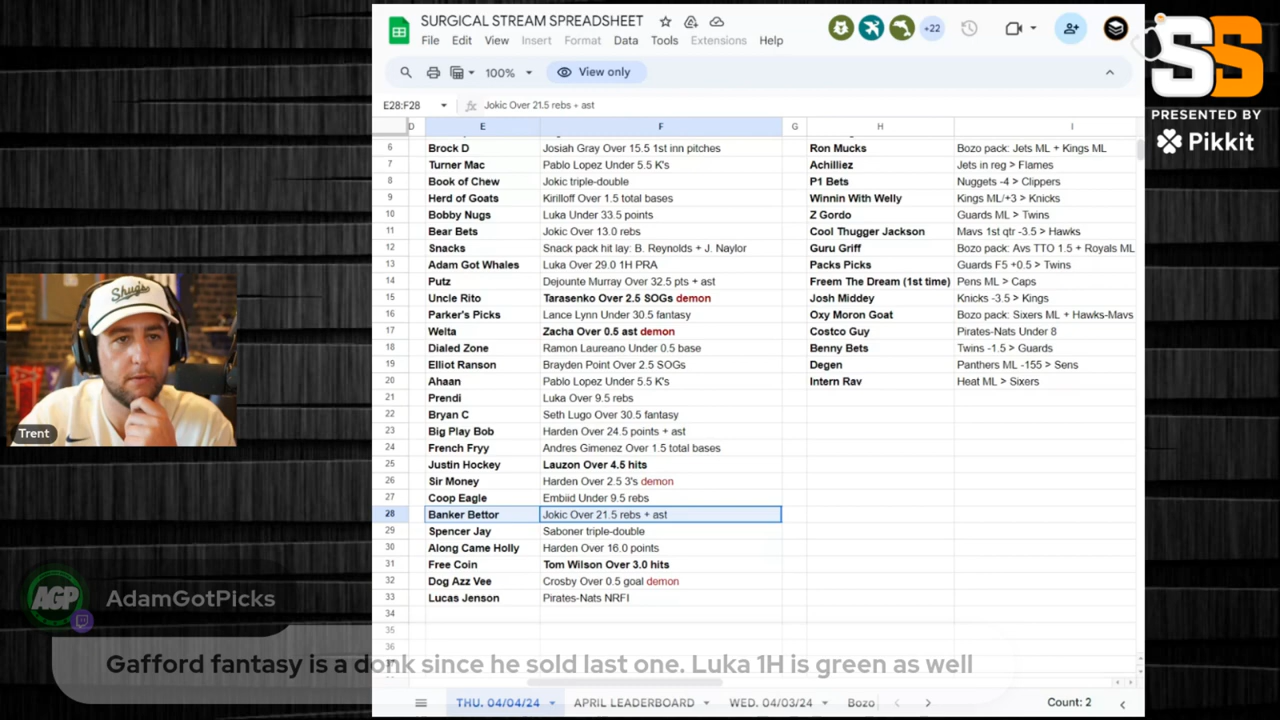 SURGICAL STREAM SPREADSHEET
+22
File Edit View Insert Format Data Tools Extensions Help
100% View only
E28:F28 fx Jokic Over 21.5 rebs + ast
D E F G H I
6 Brock D Josiah Gray Over 15.5 1st inn pitches Ron Mucks Bozo pack: Jets ML + Kings ML
7 Turner Mac Pablo Lopez Under 5.5 K's Achilliez Jets in reg > Flames
8 Book of Chew Jokic triple-double P1 Bets Nuggets -4 > Clippers
9 Herd of Goats Kirilloff Over 1.5 total bases Winnin With Welly Kings ML/+3 > Knicks
10 Bobby Nugs Luka Under 33.5 points Z Gordo Guards ML > Twins
11 Bear Bets Jokic Over 13.0 rebs Cool Thugger Jackson Mavs 1st qtr -3.5 > Hawks
12 Snacks Snack pack hit lay: B. Reynolds + J. Naylor Guru Griff Bozo pack: Avs TTO 1.5 + Royals ML
13 Adam Got Whales Luka Over 29.0 1H PRA Packs Picks Guards F5 +0.5 > Twins
14 Putz Dejounte Murray Over 32.5 pts + ast Freem The Dream (1st time) Pens ML > Caps
15 Uncle Rito Tarasenko Over 2.5 SOGs demon Josh Middey Knicks -3.5 > Kings
16 Parker's Picks Lance Lynn Under 30.5 fantasy Oxy Moron Goat Bozo pack: Sixers ML + Hawks-Mavs
17 Welta Zacha Over 0.5 ast demon Costco Guy Pirates-Nats Under 8
18 Dialed Zone Ramon Laureano Under 0.5 base Benny Bets Twins -1.5 > Guards
19 Elliot Ranson Brayden Point Over 2.5 SOGs Degen Panthers ML -155 > Sens
20 Ahaan Pablo Lopez Under 5.5 K's Intern Rav Heat ML > Sixers
21 Prendi Luka Over 9.5 rebs
22 Bryan C Seth Lugo Over 30.5 fantasy
23 Big Play Bob Harden Over 24.5 points + ast
24 French Fryy Andres Gimenez Over 1.5 total bases
25 Justin Hockey Lauzon Over 4.5 hits
26 Sir Money Harden Over 2.5 3's demon
27 Coop Eagle Embiid Under 9.5 rebs
28 Banker Bettor Jokic Over 21.5 rebs + ast
29 Spencer Jay Saboner triple-double
30 Along Came Holly Harden Over 16.0 points
31 Free Coin Tom Wilson Over 3.0 hits
32 Dog Azz Vee Crosby Over 0.5 goal demon
33 Lucas Jenson Pirates-Nats NRFI
34
35
36
THU. 04/04/24 APRIL LEADERBOARD WED. 04/03/24 Bozo Count: 2
SS
PRESENTED BY
Pikkit
Shugs
Trent
AGP AdamGotPicks
Gafford fantasy is a donk since he sold last one. Luka 1H is green as well